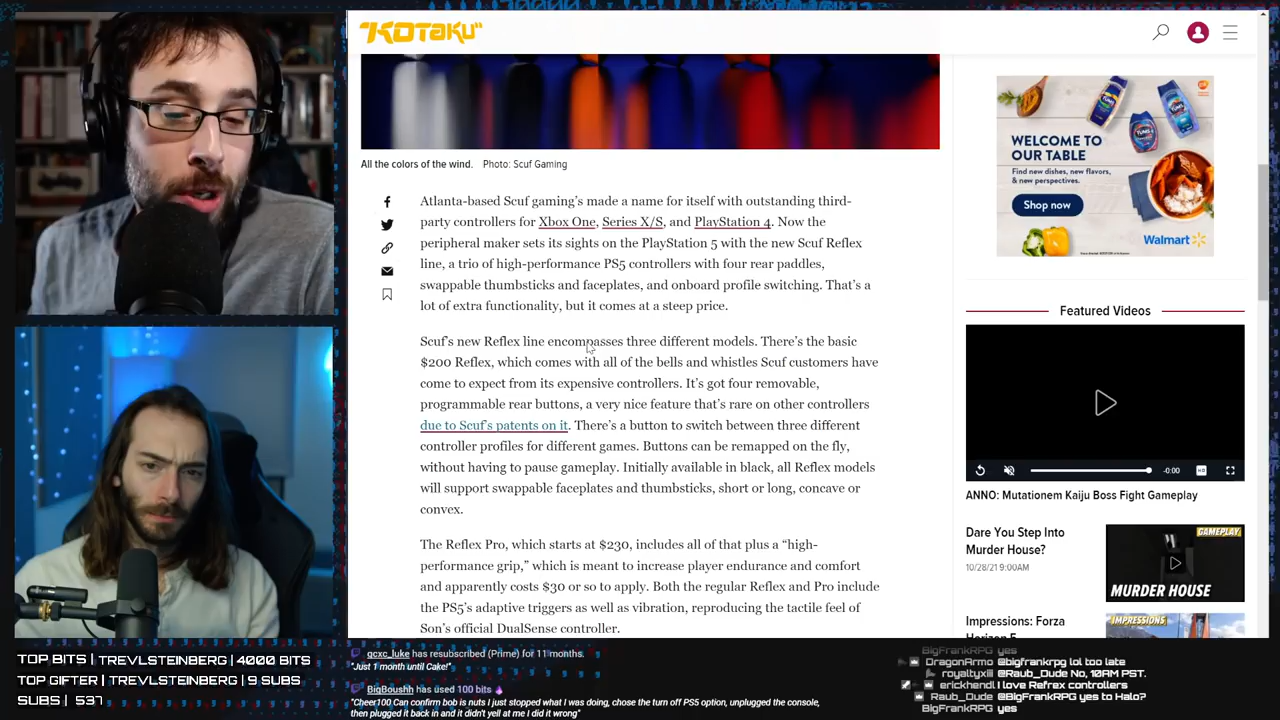 "KOTAKU"
All the colors of the wind. Photo: Scuf Gaming
Atlanta-based Scuf gaming's made a name for itself with outstanding third-
party controllers for Xbox One, Series X/S, and PlayStation 4. Now the
peripheral maker sets its sights on the PlayStation 5 with the new Scuf Reflex
line, a trio of high-performance PS5 controllers with four rear paddles,
swappable thumbsticks and faceplates, and onboard profile switching. That's a
lot of extra functionality, but it comes at a steep price.
Scuf's new Reflex line encompasses three different models. There's the basic
$200 Reflex, which comes with all of the bells and whistles Scuf customers have
come to expect from its expensive controllers. It's got four removable,
programmable rear buttons, a very nice feature that's rare on other controllers
due to Scuf's patents on it. There's a button to switch between three different
controller profiles for different games. Buttons can be remapped on the fly,
without having to pause gameplay. Initially available in black, all Reflex models
will support swappable faceplates and thumbsticks, short or long, concave or
convex.
The Reflex Pro, which starts at $230, includes all of that plus a "high-
performance grip," which is meant to increase player endurance and comfort
and apparently costs $30 or so to apply. Both the regular Reflex and Pro include
the PS5's adaptive triggers as well as vibration, reproducing the tactile feel of
Son's official DualSense controller.
WELCOME TO
OUR TABLE
Find new dishes, new flavors,
& new perspectives.
Shop now
TUMS
Walmart
Featured Videos
-0:00
ANNO: Mutationem Kaiju Boss Fight Gameplay
Dare You Step Into
Murder House?
10/28/21 9:00AM
GAMEPLAY
MURDER HOUSE
Impressions: Forza
Horizon 5
IMPRESSIONS
TOP BITS | TREVLSTEINBERG | 4000 BITS
TOP GIFTER | TREVLSTEINBERG | 9 SUBS
SUBS | 537
gcxc_luke has resubscribed (Prime) for 11 months.
"Just 1 month until Cake!"
BigBoushh has used 100 bits
"Cheer100 Can confirm bob is nuts I just stopped what I was doing, chose the turn off PS5 option, unplugged the console,
then plugged it back in and it didn't yell at me i did it wrong"
BigFrankRPG yes
DragonArmo @bigfrankrpg lol too late
royaltyxiii @Raub_Dude No, 10AM PST.
erickhendl I love Refrex controllers
Raub_Dude @BigFrankRPG yes to Halo?
BigFrankRPG yes